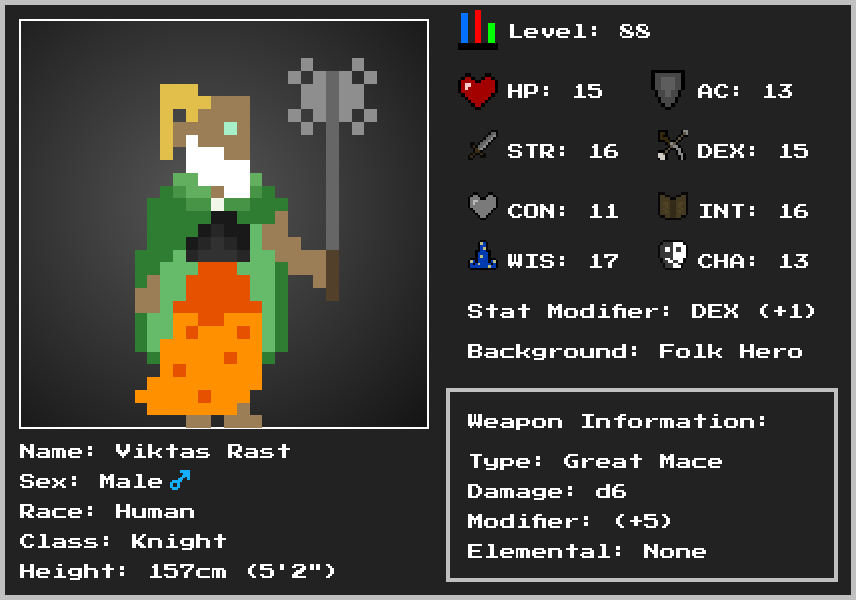 Level: 88
HP: 15
AC: 13
STR: 16
DEX: 15
CON: 11
INT: 16
WIS: 17
CHA: 13
Stat Modifier: DEX (+1)
Background: Folk Hero
Weapon Information:
Type: Great Mace
Damage: d6
Modifier: (+5)
Elemental: None
Name: Viktas Rast
Sex: Male ♂
Race: Human
Class: Knight
Height: 157cm (5'2")